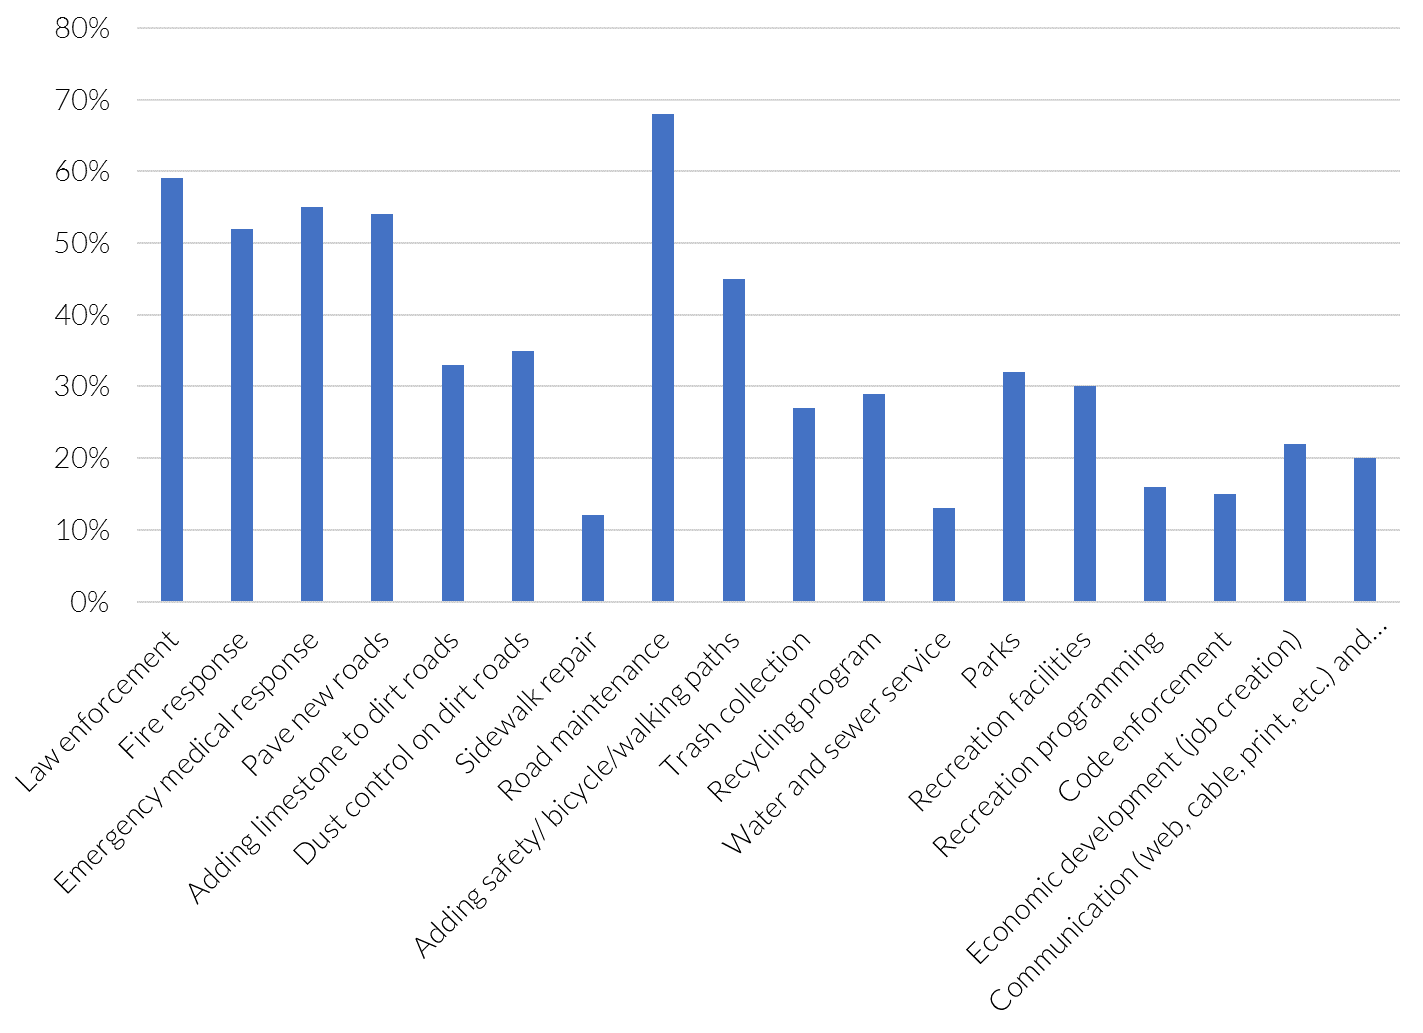 80%
70%
60%
50%
40%
30%
20%
10%
0%
Law enforcement
Fire response
Emergency medical response
Pave new roads
Adding limestone to dirt roads
Dust control on dirt roads
Sidewalk repair
Road maintenance
Adding safety/ bicycle/walking paths
Trash collection
Recycling program
Water and sewer service
Parks
Recreation facilities
Recreation programming
Code enforcement
Economic development (job creation)
Communication (web, cable, print, etc.) and...